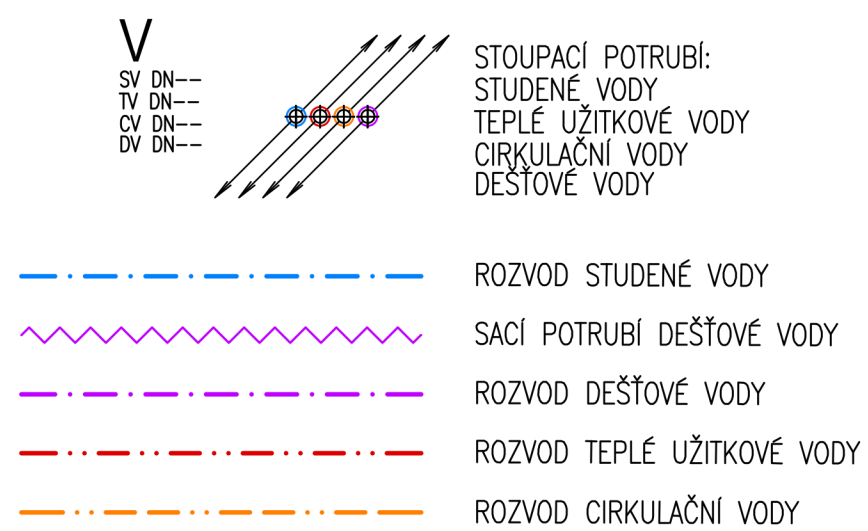 V
SV DN--
TV DN--
CV DN--
DV DN--
STOUPACÍ POTRUBÍ:
STUDENÉ VODY
TEPLÉ UŽITKOVÉ VODY
CIRKULAČNÍ VODY
DEŠŤOVÉ VODY
ROZVOD STUDENÉ VODY
SACÍ POTRUBÍ DEŠŤOVÉ VODY
ROZVOD DEŠŤOVÉ VODY
ROZVOD TEPLÉ UŽITKOVÉ VODY
ROZVOD CIRKULAČNÍ VODY